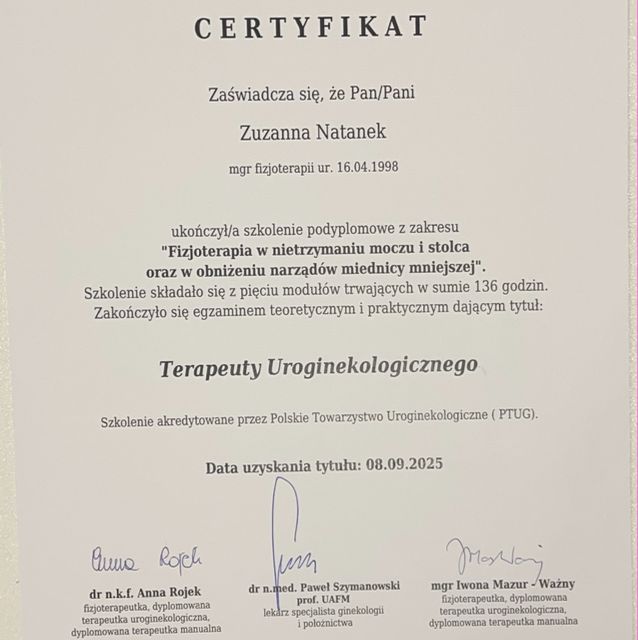 CERTYFIKAT
Zaświadcza się, że Pan/Pani
Zuzanna Natanek
mgr fizjoterapii ur. 16.04.1998
ukończył/a szkolenie podyplomowe z zakresu
"Fizjoterapia w nietrzymaniu moczu i stolca
oraz w obniżeniu narządów miednicy mniejszej".
Szkolenie składało się z pięciu modułów trwających w sumie 136 godzin.
Zakończyło się egzaminem teoretycznym i praktycznym dającym tytuł:
Terapeuty Uroginekologicznego
Szkolenie akredytowane przez Polskie Towarzystwo Uroginekologiczne ( PTUG).
Data uzyskania tytułu: 08.09.2025
Anna Rojek
dr n.k.f. Anna Rojek
fizjoterapeutka, dyplomowana
terapeutka uroginekologiczna,
dyplomowana terapeutka manualna
dr n.med. Paweł Szymanowski
prof. UAFM
lekarz specjalista ginekologii
i położnictwa
mgr Iwona Mazur - Ważny
fizjoterapeutka, dyplomowana
terapeutka uroginekologiczna,
dyplomowana terapeutka manualna